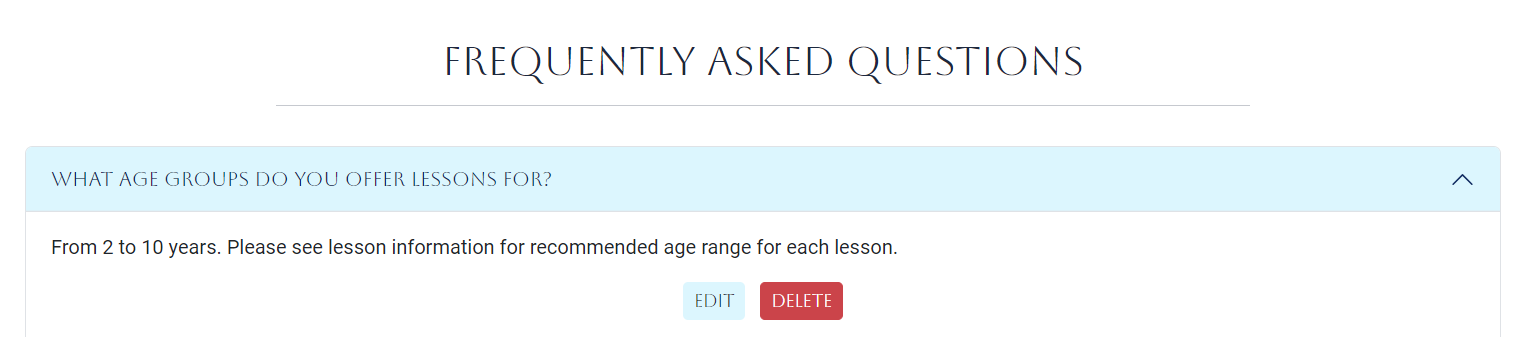 FREQUENTLY ASKED QUESTIONS
WHAT AGE GROUPS DO YOU OFFER LESSONS FOR?
From 2 to 10 years. Please see lesson information for recommended age range for each lesson.
EDIT DELETE